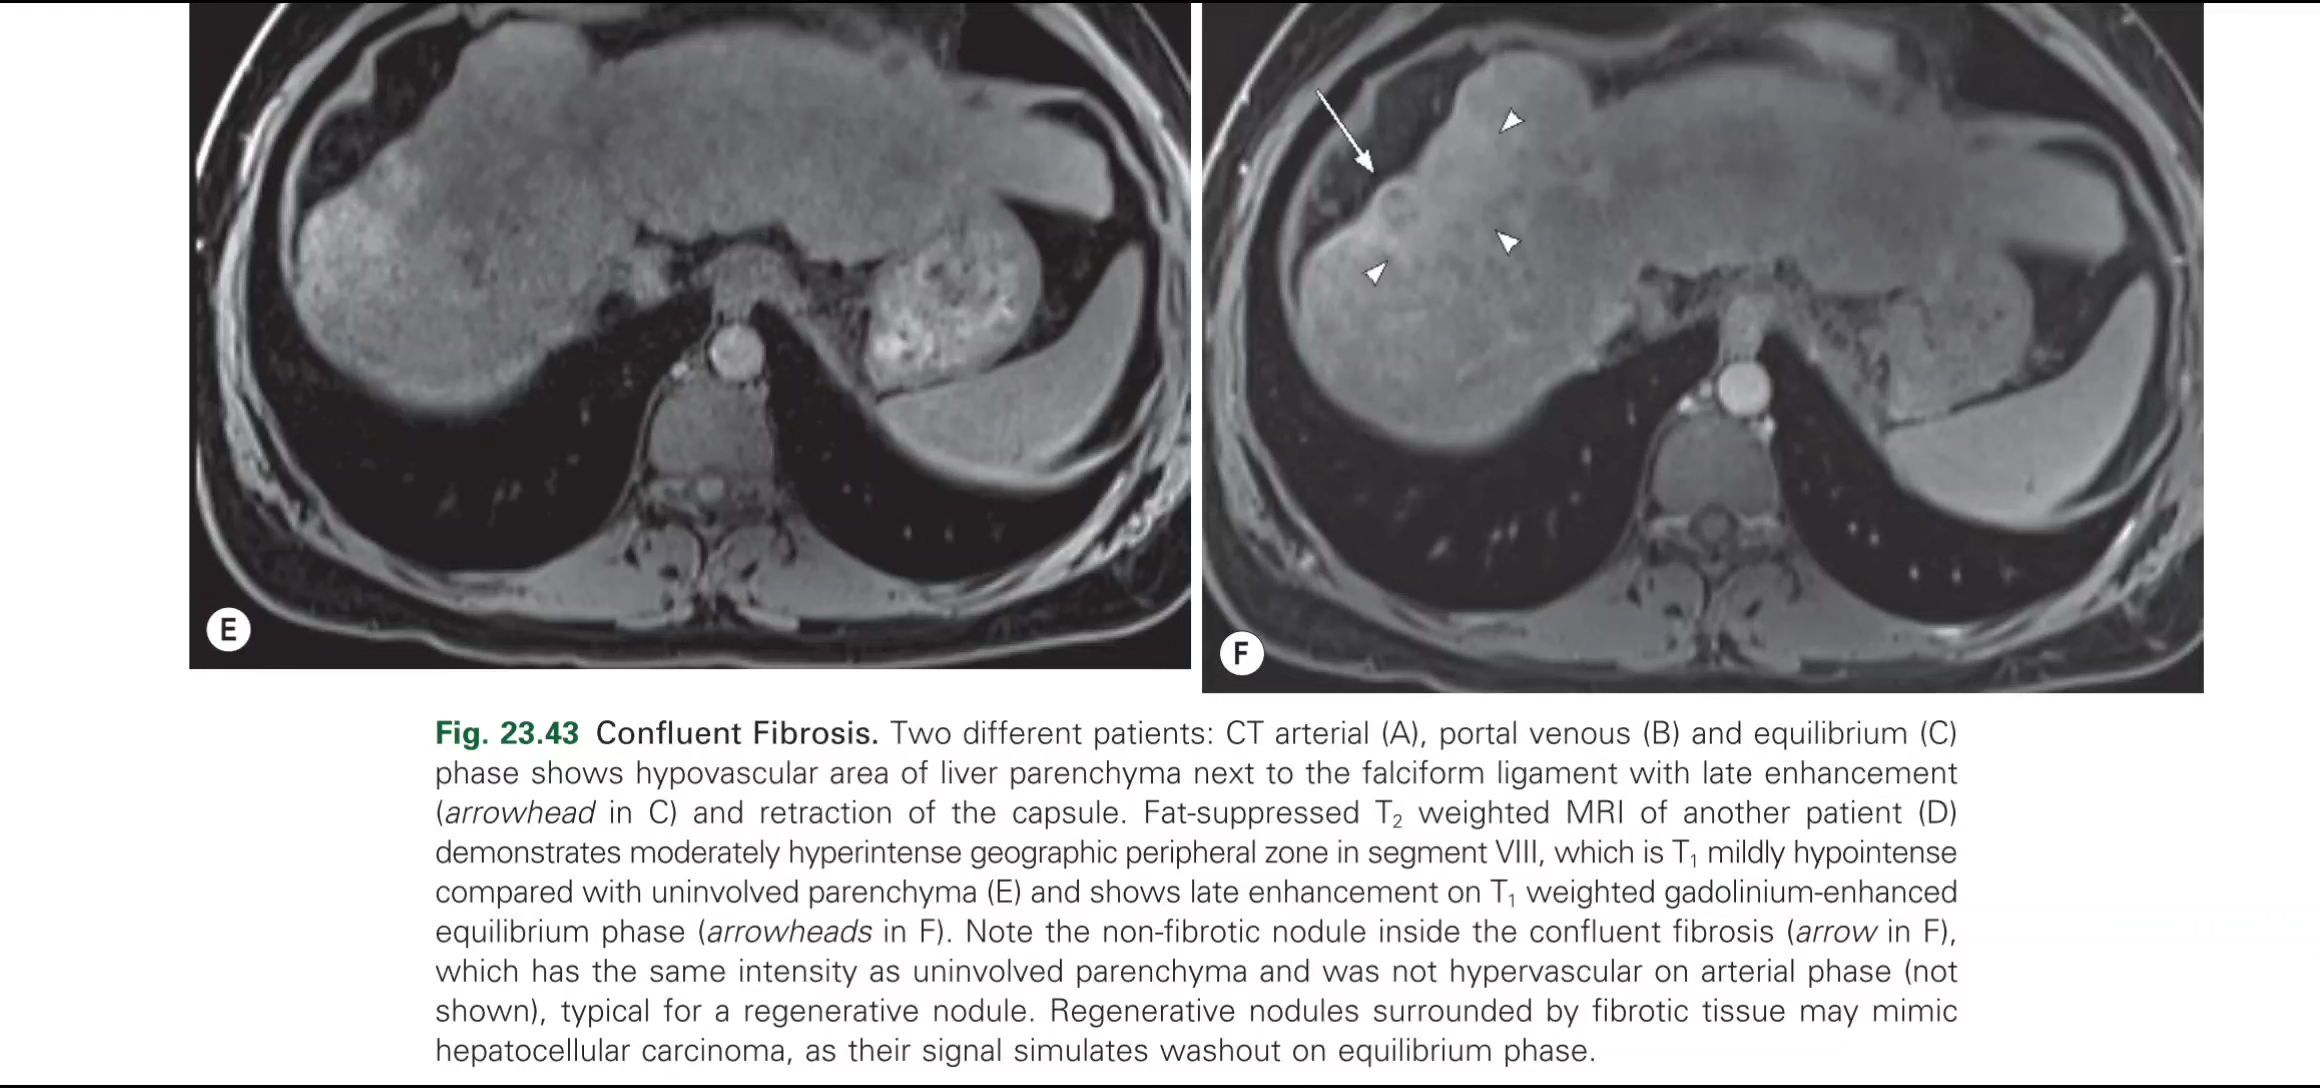 E
F
Fig. 23.43 Confluent Fibrosis. Two different patients: CT arterial (A), portal venous (B) and equilibrium (C)
phase shows hypovascular area of liver parenchyma next to the falciform ligament with late enhancement
(arrowhead in C) and retraction of the capsule. Fat-suppressed T₂ weighted MRI of another patient (D)
demonstrates moderately hyperintense geographic peripheral zone in segment VIII, which is T₁ mildly hypointense
compared with uninvolved parenchyma (E) and shows late enhancement on T₁ weighted gadolinium-enhanced
equilibrium phase (arrowheads in F). Note the non-fibrotic nodule inside the confluent fibrosis (arrow in F),
which has the same intensity as uninvolved parenchyma and was not hypervascular on arterial phase (not
shown), typical for a regenerative nodule. Regenerative nodules surrounded by fibrotic tissue may mimic
hepatocellular carcinoma, as their signal simulates washout on equilibrium phase.